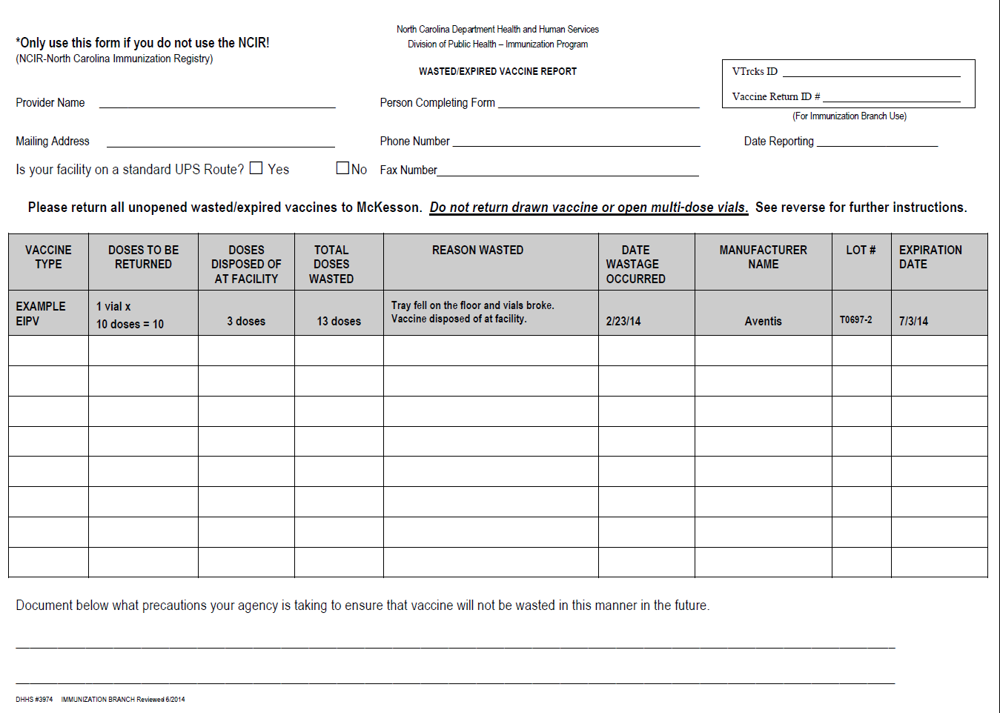 North Carolina Department Health and Human Services
*Only use this form if you do not use the NCIR!
Division of Public Health – Immunization Program
(NCIR-North Carolina Immunization Registry)
WASTED/EXPIRED VACCINE REPORT
VTrcks ID
Vaccine Return ID #
Provider Name
Person Completing Form
(For Immunization Branch Use)
Mailing Address
Phone Number
Date Reporting
Is your facility on a standard UPS Route? ☐ Yes ☐ No
Fax Number
Please return all unopened wasted/expired vaccines to McKesson. Do not return drawn vaccine or open multi-dose vials. See reverse for further instructions.
VACCINE
TYPE
DOSES TO BE
RETURNED
DOSES
DISPOSED OF
AT FACILITY
TOTAL
DOSES
WASTED
REASON WASTED
DATE
WASTAGE
OCCURRED
MANUFACTURER
NAME
LOT #
EXPIRATION
DATE
EXAMPLE
EIPV
1 vial x
10 doses = 10
3 doses
13 doses
Tray fell on the floor and vials broke.
Vaccine disposed of at facility.
2/23/14
Aventis
T0697-2
7/3/14
Document below what precautions your agency is taking to ensure that vaccine will not be wasted in this manner in the future.
DHHS #3974 IMMUNIZATION BRANCH Reviewed 6/2014